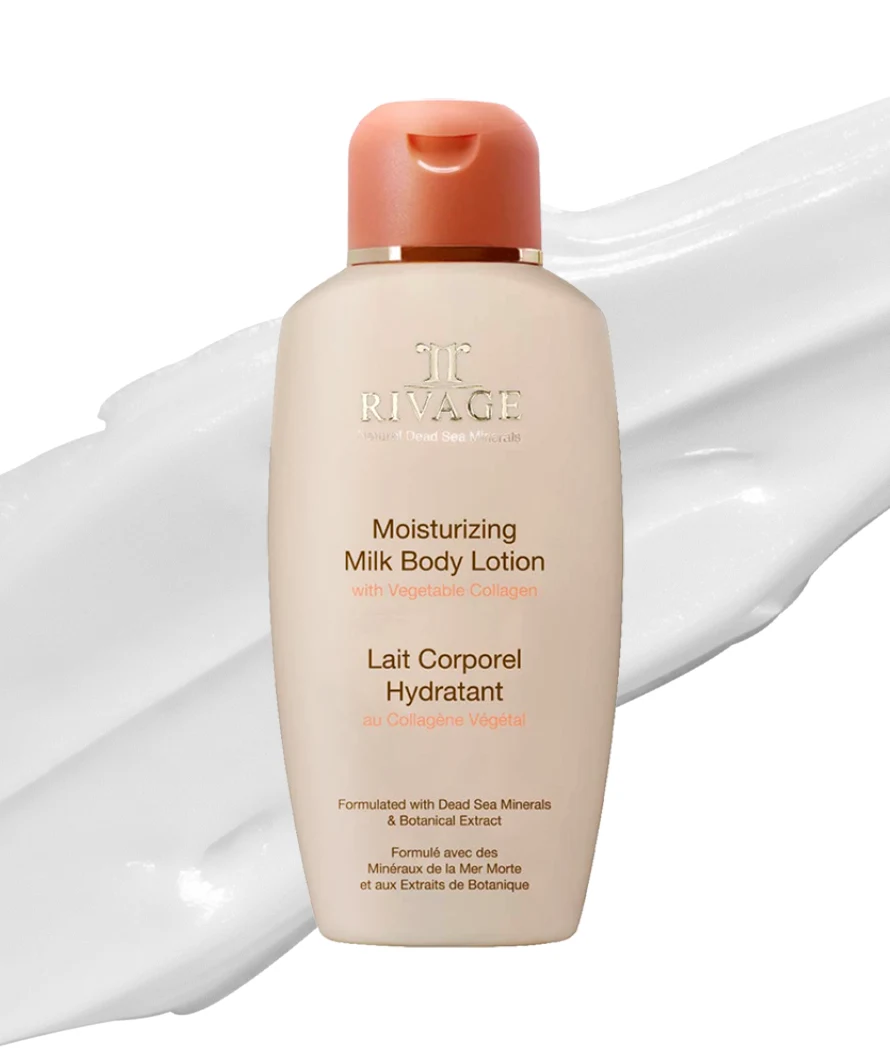 RIVAGE
Natural Dead Sea Minerals
Moisturizing
Milk Body Lotion
with Vegetable Collagen
Lait Corporel
Hydratant
au Collagène Végétal
Formulated with Dead Sea Minerals
& Botanical Extract
Formulé avec des
Minéraux de la Mer Morte
et aux Extraits de Botanique